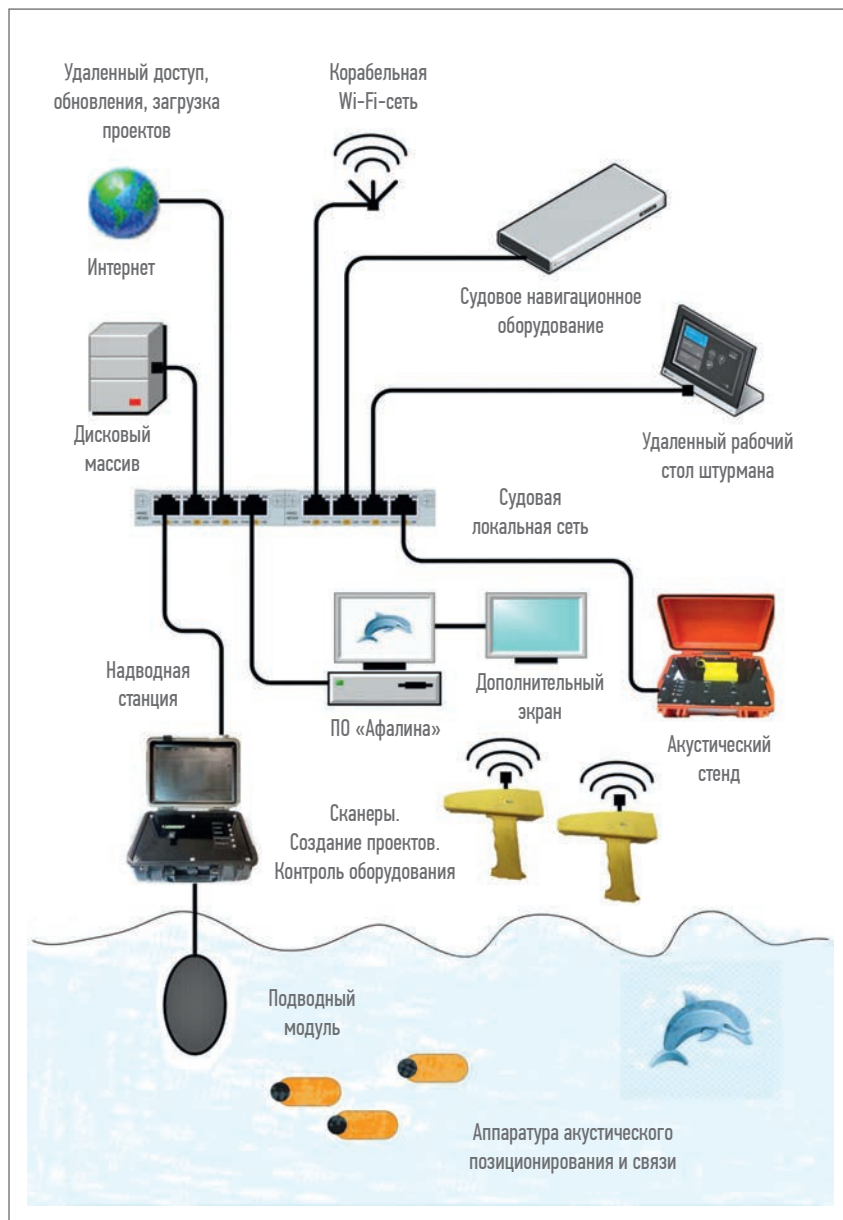 Удаленный доступ,
обновления, загрузка
проектов
Корабельная
Wi-Fi-сеть
Интернет
Судовое навигационное
оборудование
Дисковый
массив
Удаленный рабочий
стол штурмана
Судовая
локальная сеть
Надводная
станция
ПО «Афалина»
Дополнительный
экран
Акустический
стенд
Сканеры.
Создание проектов.
Контроль оборудования
Подводный
модуль
Аппаратура акустического
позиционирования и связи